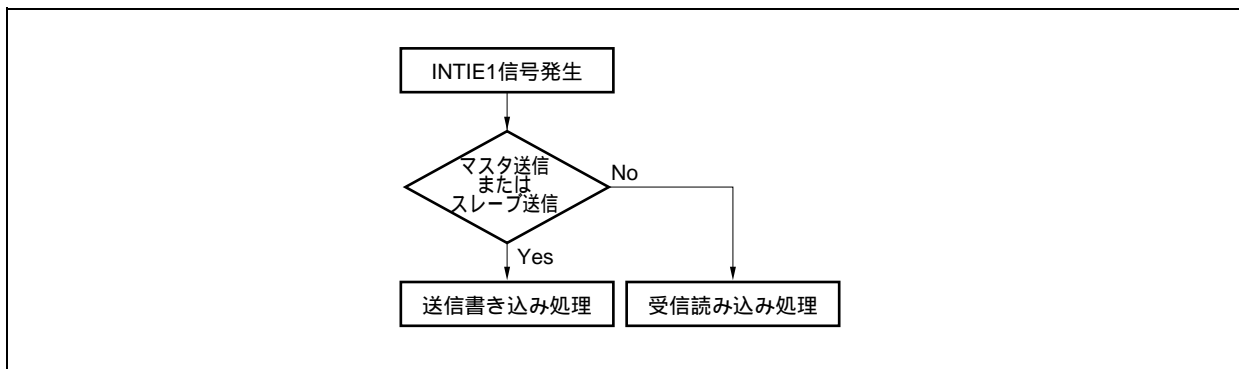 INTIE1信号発生
マスタ送信
または
スレーブ送信
No
Yes
送信書き込み処理
受信読み込み処理